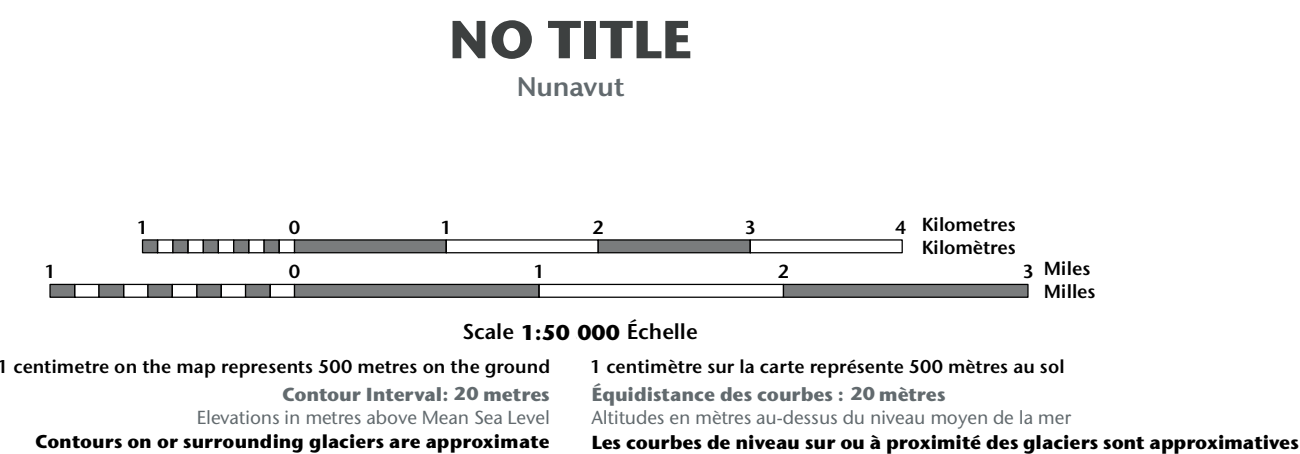 NO TITLE
Nunavut
1 0 1 2 3 4 Kilometres
Kilomètres
1 0 1 2 3 Miles
Milles
Scale 1:50 000 Échelle
1 centimetre on the map represents 500 metres on the ground
Contour Interval: 20 metres
Elevations in metres above Mean Sea Level
Contours on or surrounding glaciers are approximate
1 centimètre sur la carte représente 500 mètres au sol
Équidistance des courbes : 20 mètres
Altitudes en mètres au-dessus du niveau moyen de la mer
Les courbes de niveau sur ou à proximité des glaciers sont approximatives